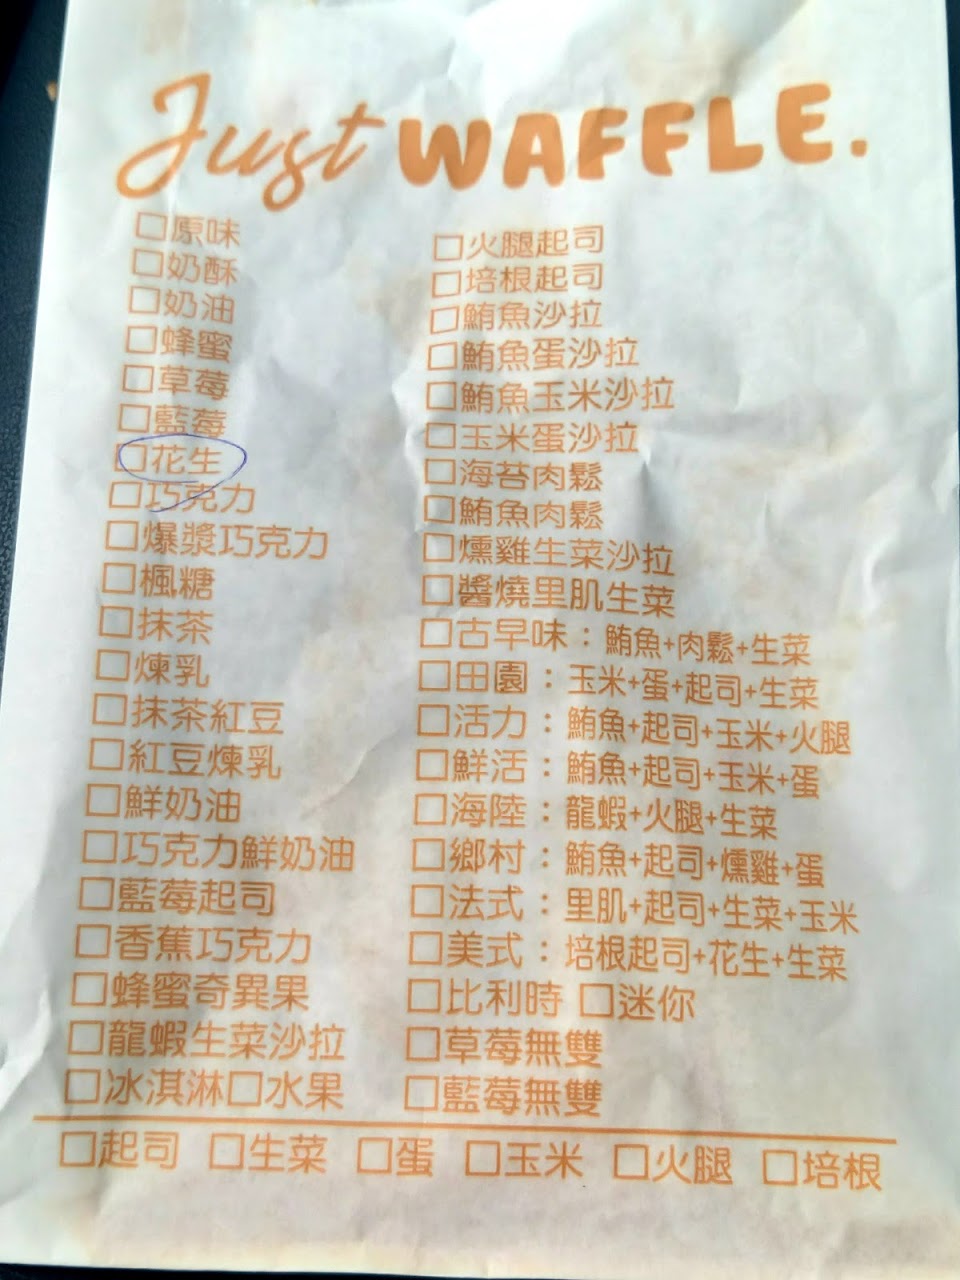 Just WAFFLE.
□原味
□奶酥
□奶油
□蜂蜜
□草莓
□藍莓
□花生
□巧克力
□爆漿巧克力
□楓糖
□抹茶
□煉乳
□抹茶紅豆
□紅豆煉乳
□鮮奶油
□巧克力鮮奶油
□藍莓起司
□香蕉巧克力
□蜂蜜奇異果
□龍蝦生菜沙拉
□冰淇淋□水果
□火腿起司
□培根起司
□鮪魚沙拉
□鮪魚蛋沙拉
□鮪魚玉米沙拉
□玉米蛋沙拉
□海苔肉鬆
□鮪魚肉鬆
□燻雞生菜沙拉
□醬燒里肌生菜
□古早味：鮪魚+肉鬆+生菜
□田園：玉米+蛋+起司+生菜
□活力：鮪魚+起司+玉米+火腿
□鮮活：鮪魚+起司+玉米+蛋
□海陸：龍蝦+火腿+生菜
□鄉村：鮪魚+起司+燻雞+蛋
□法式：里肌+起司+生菜+玉米
□美式：培根起司+花生+生菜
□比利時 □迷你
□草莓無雙
□藍莓無雙
□起司 □生菜 □蛋 □玉米 □火腿 □培根